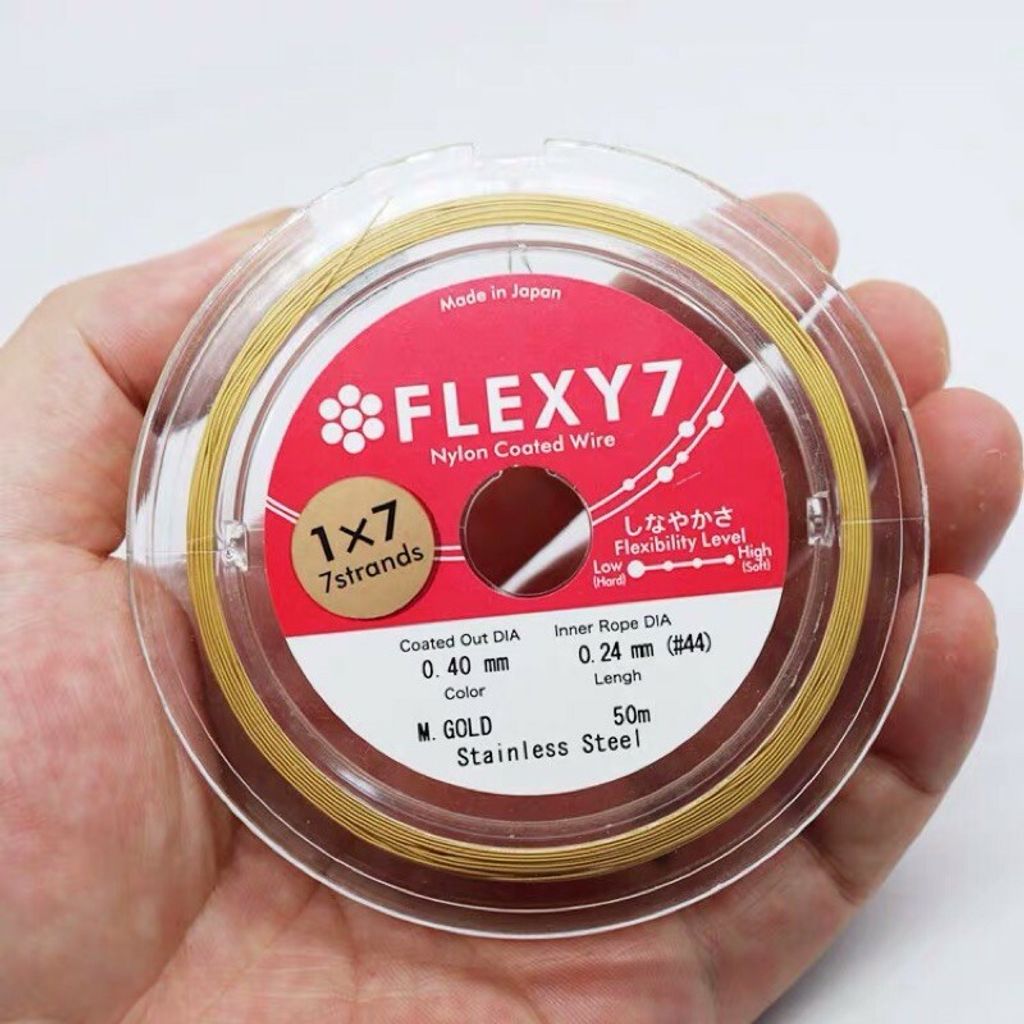 Made in Japan
FLEXY7
Nylon Coated Wire
1×7
7strands
しなやかさ
Flexibility Level
Low High
(Hard) (Soft)
Coated Out DIA Inner Rope DIA
0.40 mm 0.24 mm (#44)
Color Lengh
M.GOLD 50m
Stainless Steel